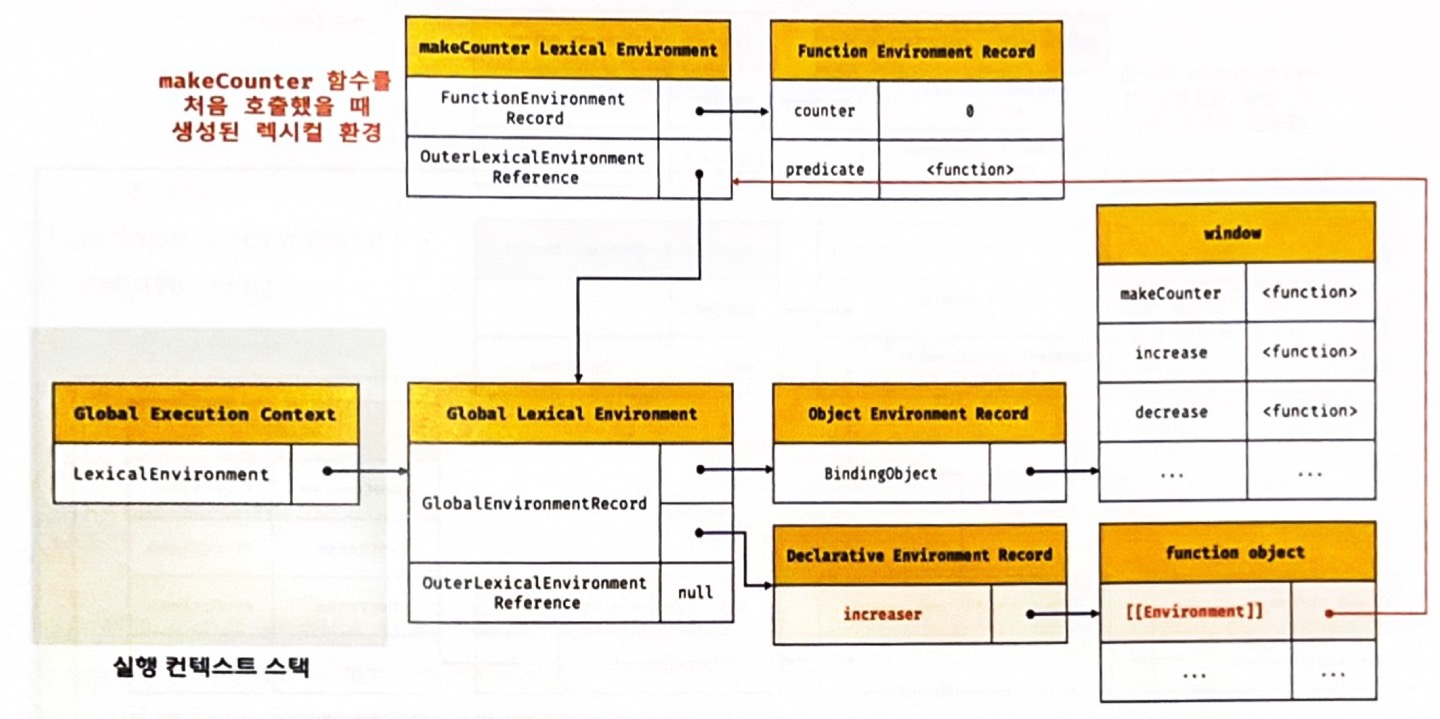 makeCounter 함수를
처음 호출했을 때
생성된 렉시컬 환경
makeCounter Lexical Environment
FunctionEnvironment
Record
OuterLexicalEnvironment
Reference
Function Environment Record
counter 0
predicate <function>
window
makeCounter <function>
increase <function>
decrease <function>
... ...
Global Execution Context
LexicalEnvironment
실행 컨텍스트 스택
Global Lexical Environment
GlobalEnvironmentRecord
OuterLexicalEnvironment
Reference
null
Object Environment Record
BindingObject
Declarative Environment Record
increaser
function object
[[Environment]]
... ...